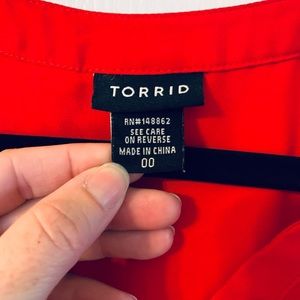 TORRID
RN#148862
SEE CARE
ON REVERSE
MADE IN CHINA
00